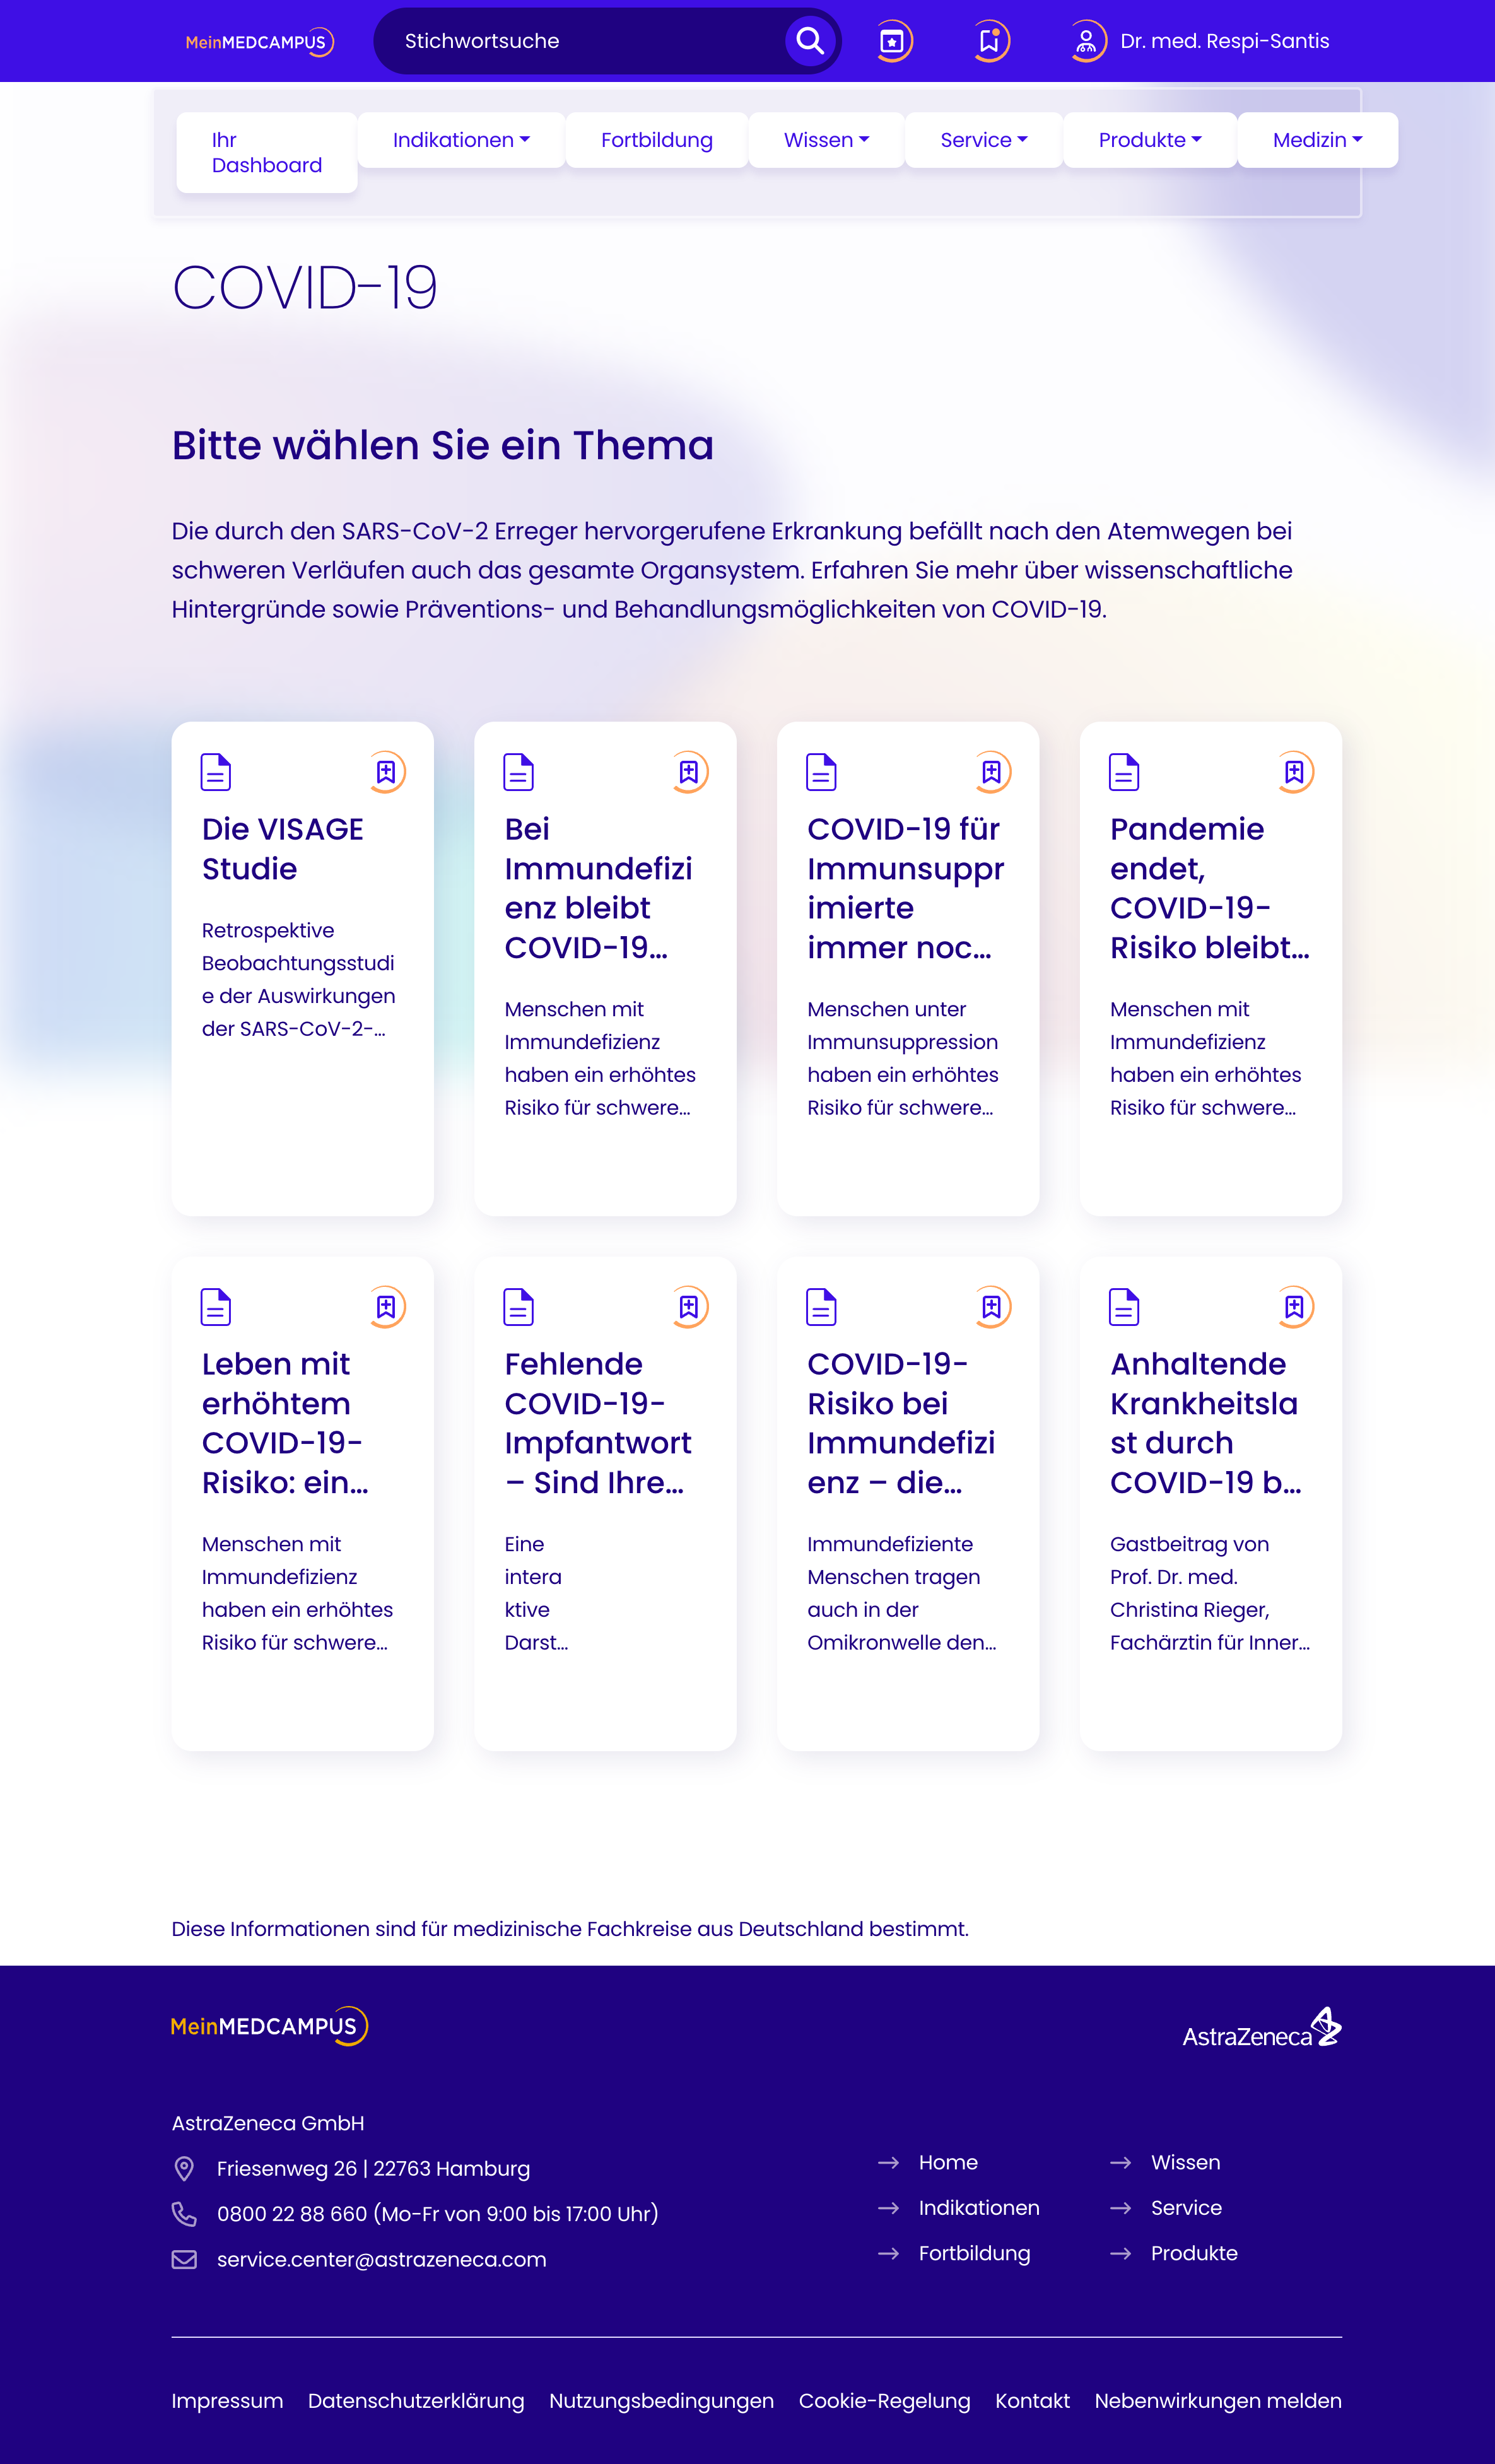 MeinMEDCAMPUS
Stichwortsuche
Dr. med. Respi-Santis
Ihr
Dashboard
Indikationen
Fortbildung
Wissen
Service
Produkte
Medizin
COVID-19
Bitte wählen Sie ein Thema
Die durch den SARS-CoV-2 Erreger hervorgerufene Erkrankung befällt nach den Atemwegen bei
schweren Verläufen auch das gesamte Organsystem. Erfahren Sie mehr über wissenschaftliche
Hintergründe sowie Präventions- und Behandlungsmöglichkeiten von COVID-19.
Die VISAGE
Studie
Retrospektive
Beobachtungsstudi
e der Auswirkungen
der SARS-CoV-2-...
Bei
Immundefizi
enz bleibt
COVID-19...
Menschen mit
Immundefizienz
haben ein erhöhtes
Risiko für schwere...
COVID-19 für
Immunsuppr
imierte
immer noc...
Menschen unter
Immunsuppression
haben ein erhöhtes
Risiko für schwere...
Pandemie
endet,
COVID-19-
Risiko bleibt...
Menschen mit
Immundefizienz
haben ein erhöhtes
Risiko für schwere...
Leben mit
erhöhtem
COVID-19-
Risiko: ein...
Menschen mit
Immundefizienz
haben ein erhöhtes
Risiko für schwere...
Fehlende
COVID-19-
Impfantwort
– Sind Ihre...
Eine
intera
ktive
Darst...
COVID-19-
Risiko bei
Immundefizi
enz – die...
Immundefiziente
Menschen tragen
auch in der
Omikronwelle den...
Anhaltende
Krankheitsla
st durch
COVID-19 b...
Gastbeitrag von
Prof. Dr. med.
Christina Rieger,
Fachärztin für Inner...
Diese Informationen sind für medizinische Fachkreise aus Deutschland bestimmt.
MeinMEDCAMPUS
AstraZeneca
AstraZeneca GmbH
Friesenweg 26 | 22763 Hamburg
0800 22 88 660 (Mo-Fr von 9:00 bis 17:00 Uhr)
service.center@astrazeneca.com
Home
Indikationen
Fortbildung
Wissen
Service
Produkte
Impressum Datenschutzerklärung Nutzungsbedingungen Cookie-Regelung Kontakt Nebenwirkungen melden